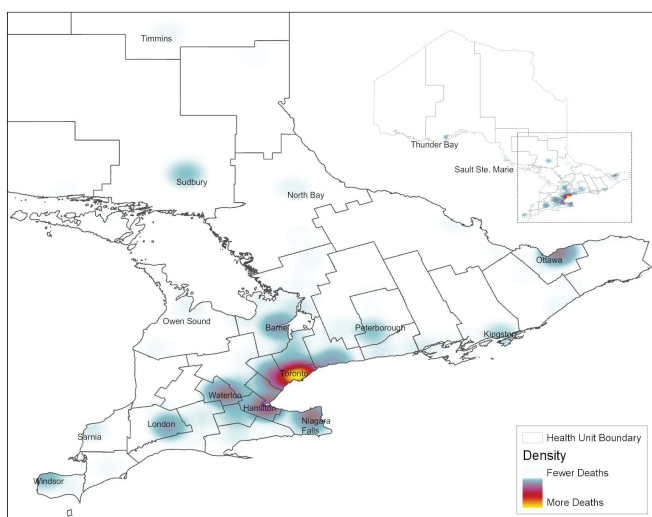 Timmins
Thunder Bay
Sault Ste. Marie
Sudbury
North Bay
Ottawa
Owen Sound
Barrie
Peterborough
Kingston
Toronto
Waterloo
Hamilton
London
Niagara
Falls
Sarnia
Windsor
Health Unit Boundary
Density
Fewer Deaths
More Deaths